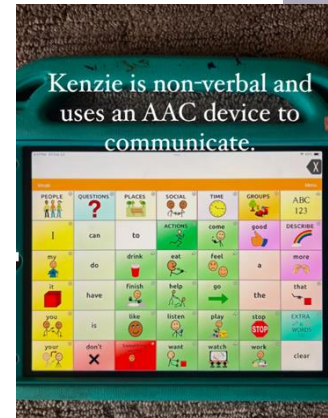 Kenzie is non-verbal and
uses an AAC device to
communicate.
X
PEOPLE QUESTIONS PLACES SOCIAL TIME GROUPS ABC 123
I can to ACTIONS come good DESCRIBE
my do drink eat feel a more
it have finish help go the that
you is like listen play stop EXTRA WORDS
your don't want watch work clear
STOP